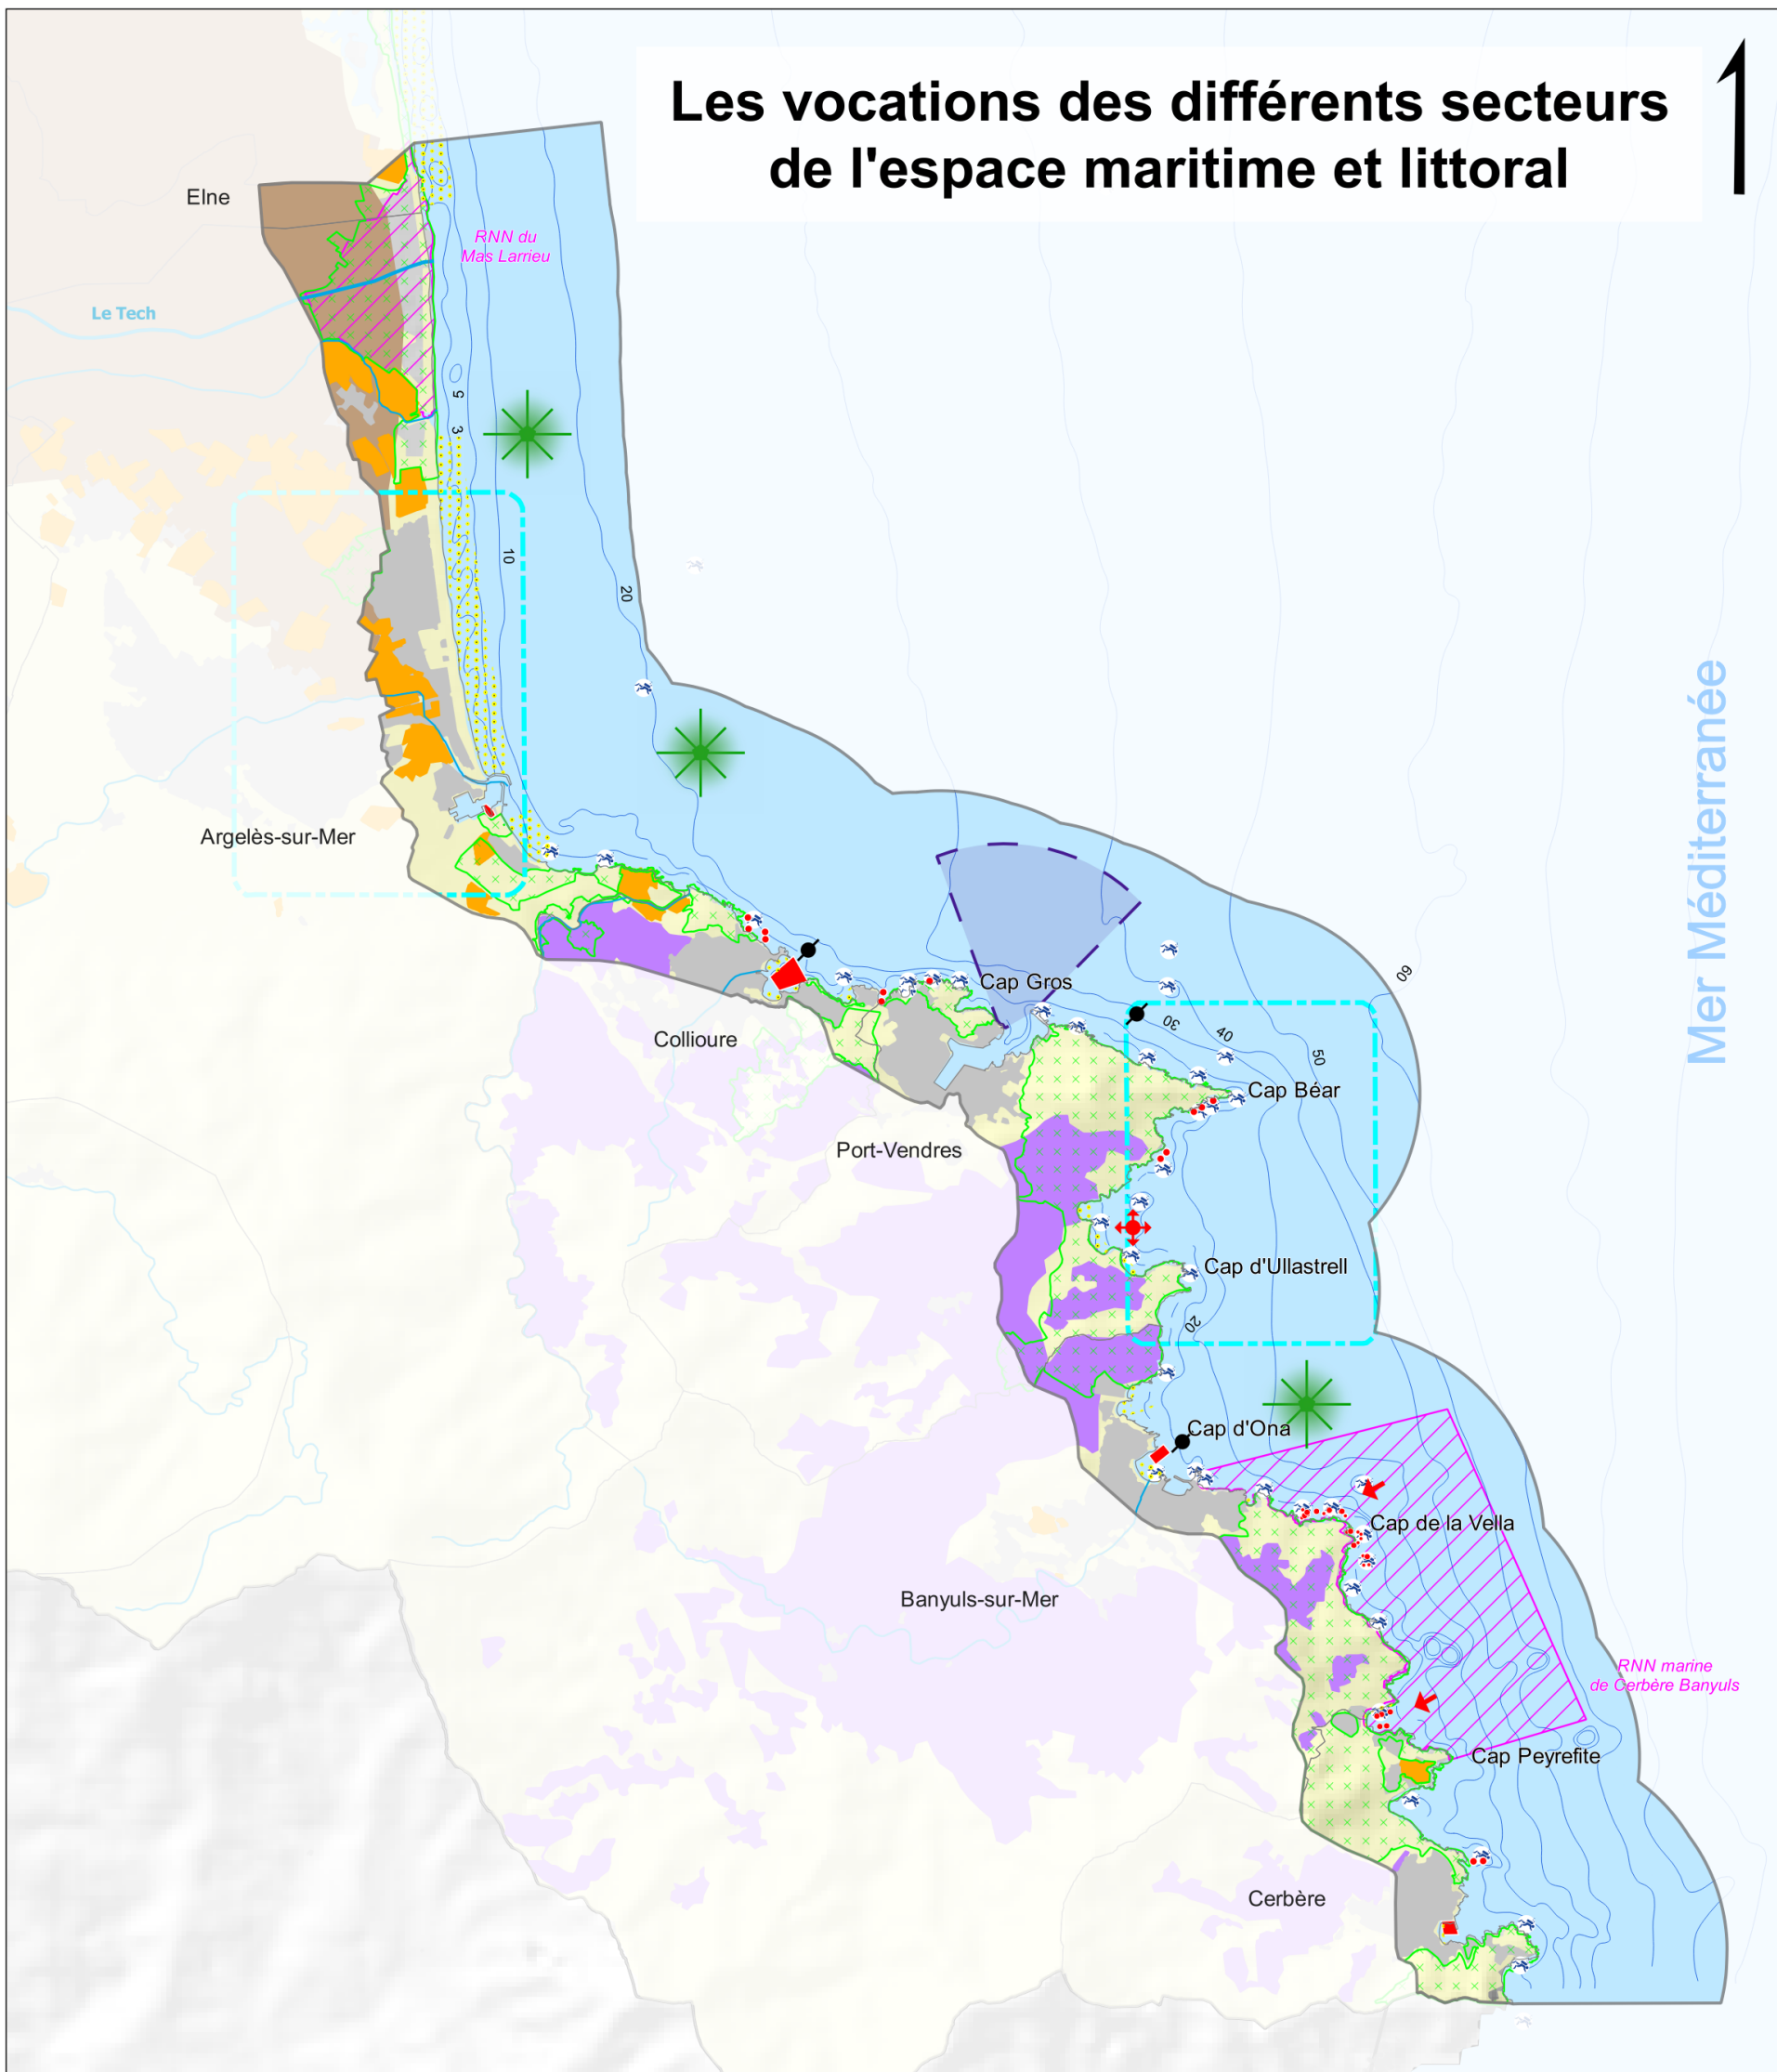 Les vocations des différents secteurs
de l'espace maritime et littoral
Elne
RNN du
Mas Larrieu
Le Tech
5
3
10
20
Mer Méditerranée
Argelès-sur-Mer
60
Cap Gros
30
40
50
Collioure
Cap Béar
Port-Vendres
Cap d'Ullastrell
20
Cap d'Ona
Cap de la Vella
Banyuls-sur-Mer
RNN marine
de Cerbère Banyuls
Cap Peyrefite
Cerbère